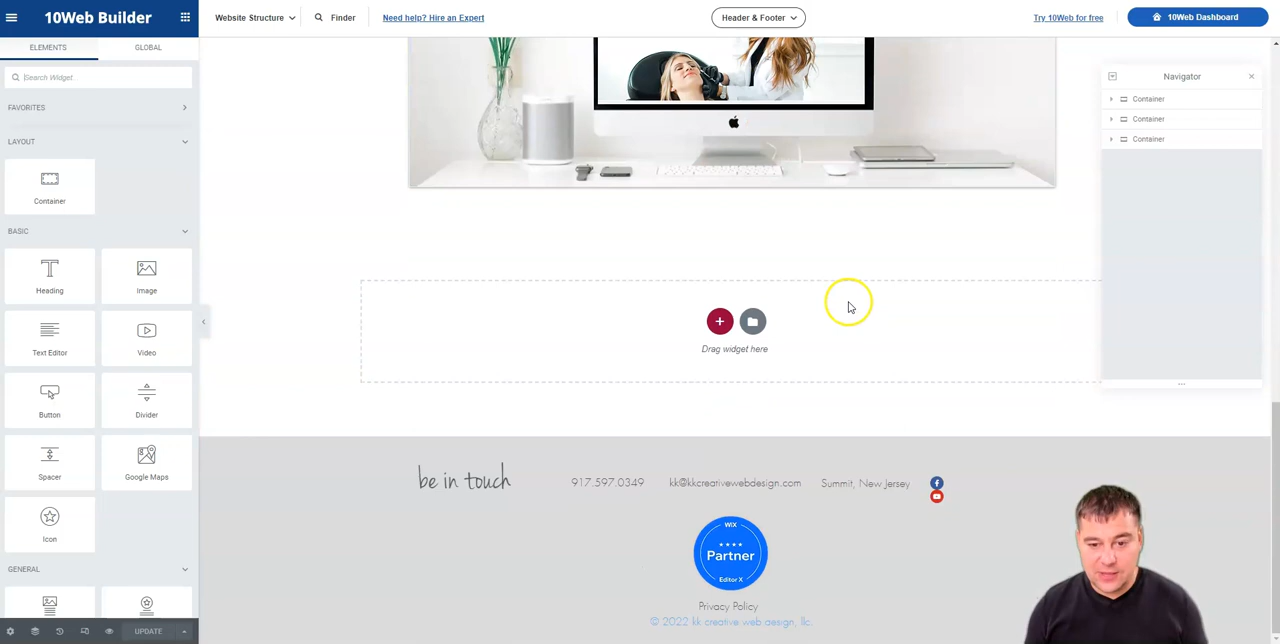 10Web Builder
Website Structure
Finder
Need help? Hire an Expert
Header & Footer
Try 10Web for free
10Web Dashboard
ELEMENTS
GLOBAL
Search Widget...
FAVORITES
LAYOUT
Container
BASIC
Heading
Image
Text Editor
Video
Button
Divider
Spacer
Google Maps
Icon
GENERAL
UPDATE
Navigator
Container
Container
Container
Drag widget here
be in touch
917.597.0349
kk@kkcreativewebdesign.com
Summit, New Jersey
WIX
Partner
Editor X
Privacy Policy
© 2022 kk creative web design, llc.